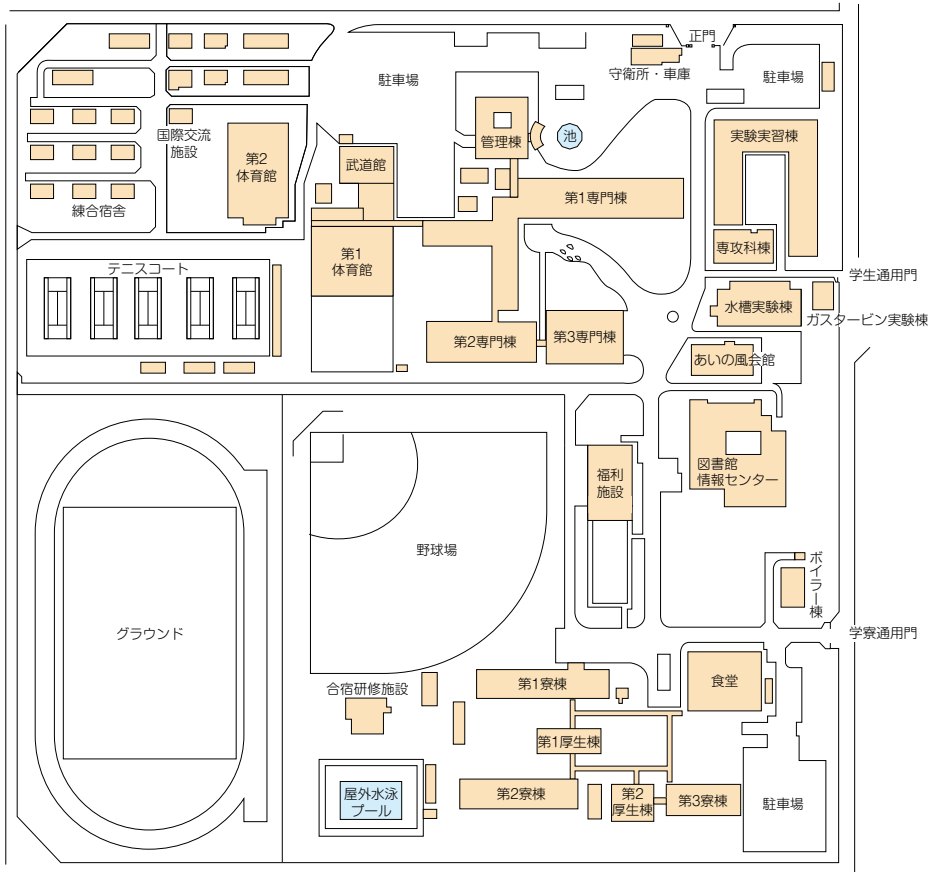 正門
守衛所・車庫
駐車場
駐車場
国際交流
施設
第2
体育館
武道館
管理棟
池
実験実習棟
練合宿舎
第1専門棟
専攻科棟
第1
体育館
テニスコート
学生通用門
水槽実験棟
ガスタービン実験棟
第2専門棟
第3専門棟
あいの風会館
福利
施設
図書館
情報センター
野球場
ボイラー棟
グラウンド
学寮通用門
合宿研修施設
第1寮棟
食堂
第1厚生棟
屋外水泳
プール
第2寮棟
第2
厚生棟
第3寮棟
駐車場